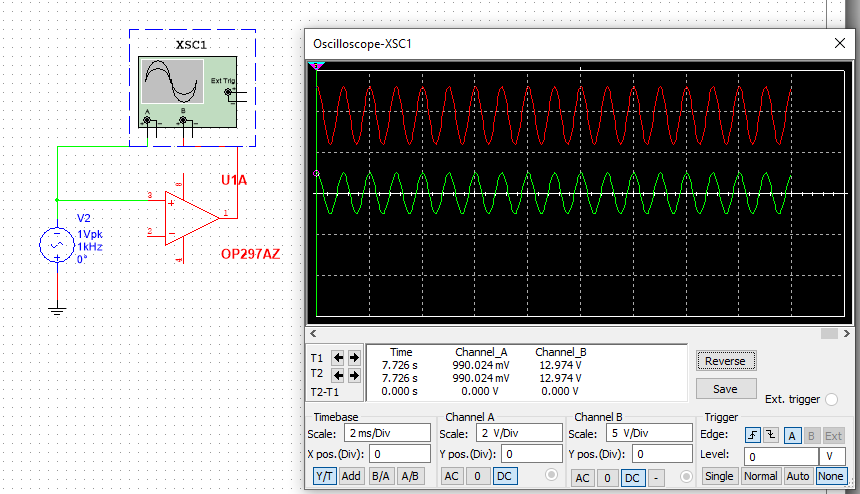 XSC1
Ext Trig
+
A B
+ - + -
U1A
8
3
+
1
2
-
4
OP297AZ
V2
1Vpk
1kHz
0°
Oscilloscope-XSC1
Time Channel_A Channel_B
T1 7.726 s 990.024 mV 12.974 V
T2 7.726 s 990.024 mV 12.974 V
T2-T1 0.000 s 0.000 V 0.000 V
Reverse
Save
Ext. trigger
Timebase Channel A Channel B Trigger
Scale: 2 ms/Div Scale: 2 V/Div Scale: 5 V/Div Edge: A B Ext
X pos.(Div): 0 Y pos.(Div): 0 Y pos.(Div): 0 Level: 0 V
Y/T Add B/A A/B AC 0 DC AC 0 DC - Single Normal Auto None